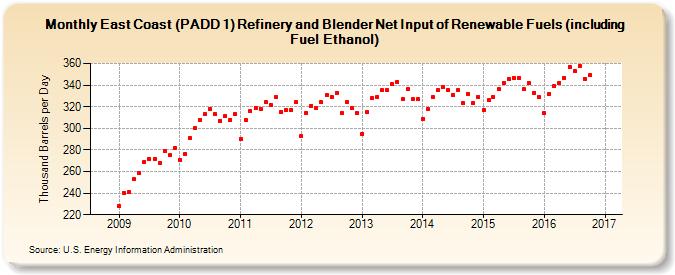 Monthly East Coast (PADD 1) Refinery and Blender Net Input of Renewable Fuels (including
Fuel Ethanol)
Thousand Barrels per Day
360
340
320
300
280
260
240
220
2009 2010 2011 2012 2013 2014 2015 2016 2017
Source: U.S. Energy Information Administration